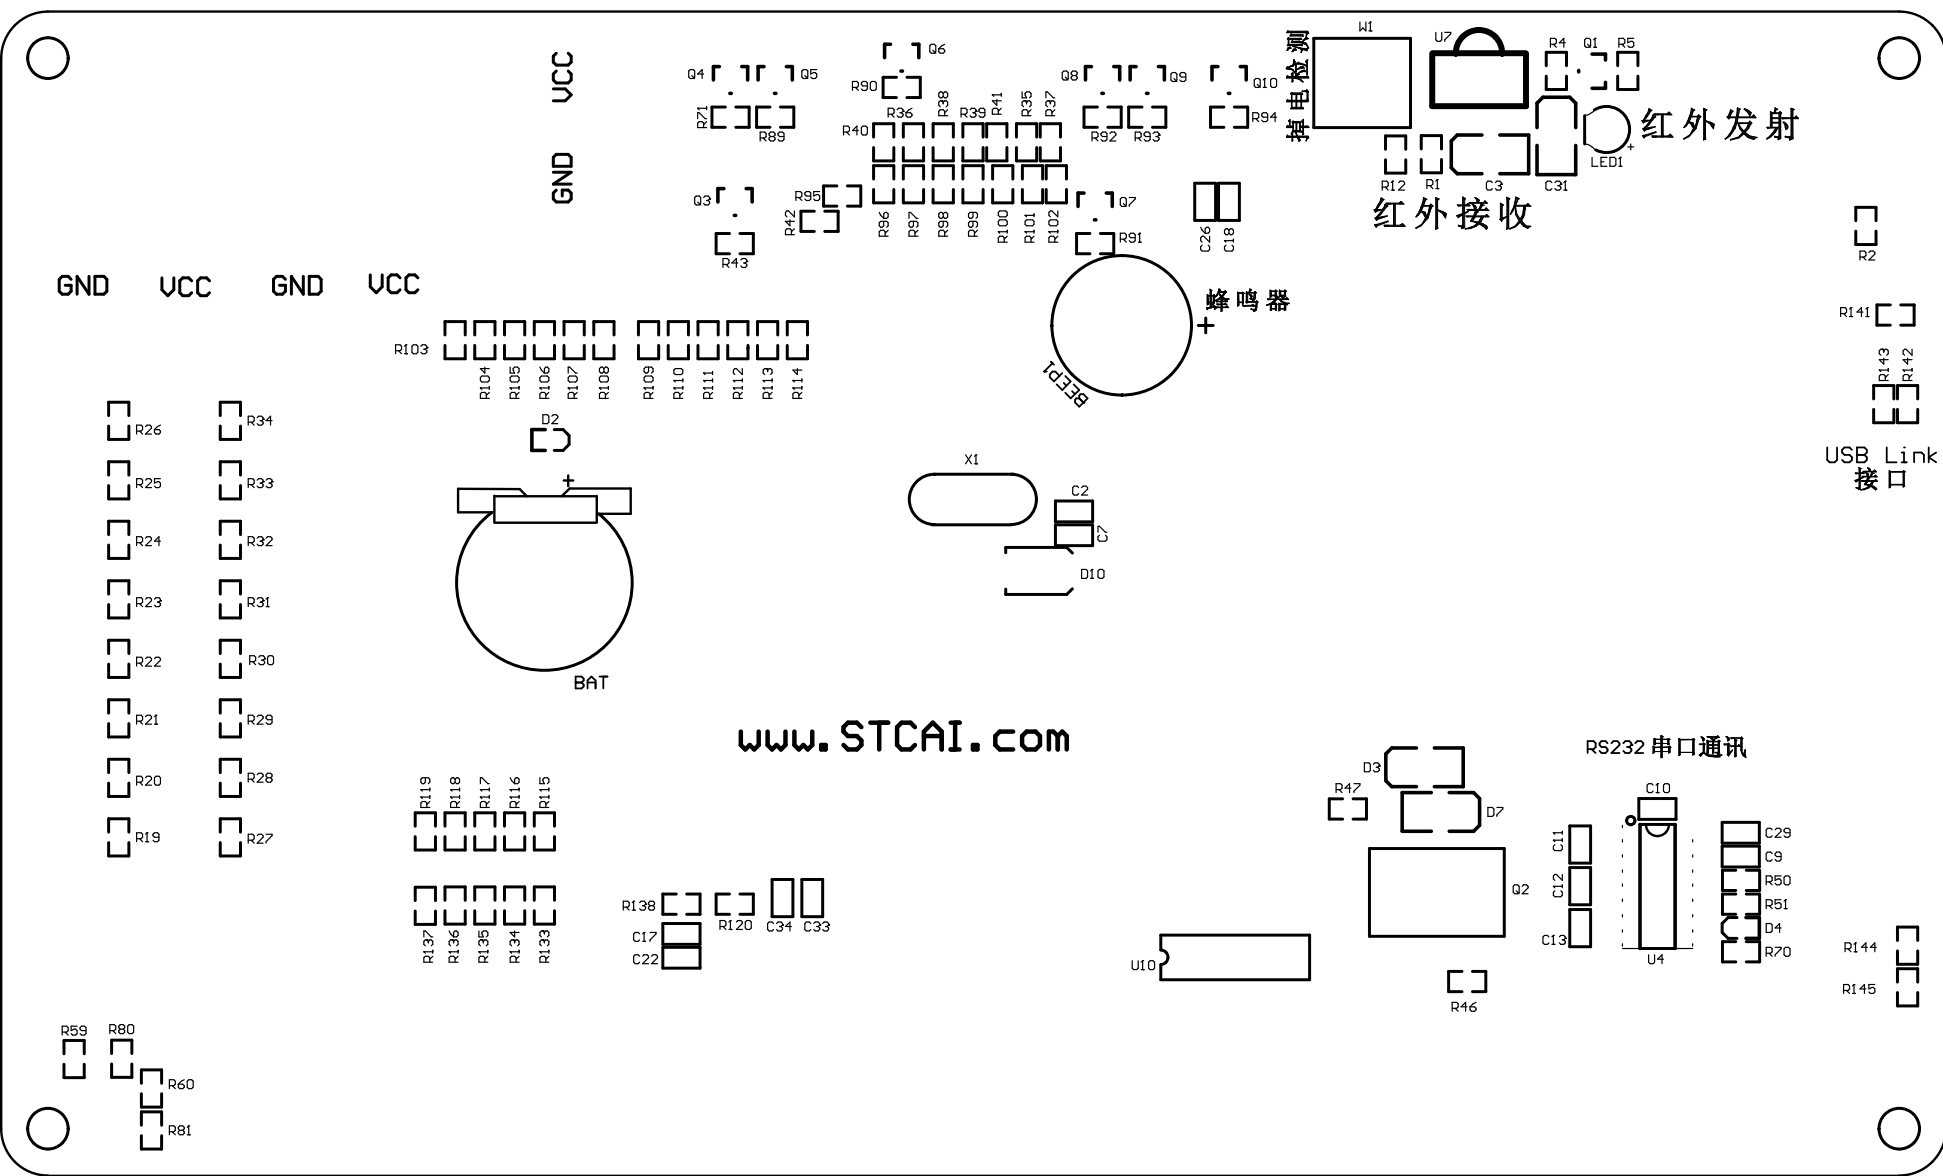 W1
U7
R4
Q1
R5
Q6
Q4
Q5
Q8
Q9
Q10
VCC
掉电检测
R90
R38
R41
R35
R37
R36
R39
R71
R89
R40
R92
R93
R94
红外发射
LED1
GND
R12
R1
C3
C31
Q3
R95
R42
R96
R97
R98
R99
R100
R101
R102
Q7
红外接收
R43
R91
C26
C18
R2
GND
VCC
GND
VCC
蜂鸣器
+
R141
R103
R104
R105
R106
R107
R108
R109
R110
R111
R112
R113
R114
BEEP1
R143
R142
R26
R34
D2
USB Link
接口
X1
R25
R33
+
C2
C7
R24
R32
D10
R23
R31
R22
R30
BAT
R21
R29
www.STCAI.com
RS232 串口通讯
D3
R20
R28
R119
R118
R117
R116
R115
R47
C10
D7
R19
R27
C11
C29
C9
C12
R50
Q2
R51
R138
R120
C34
C33
D4
C17
C13
R137
R136
R135
R134
R133
C22
U10
U4
R70
R144
R46
R145
R59
R80
R60
R81